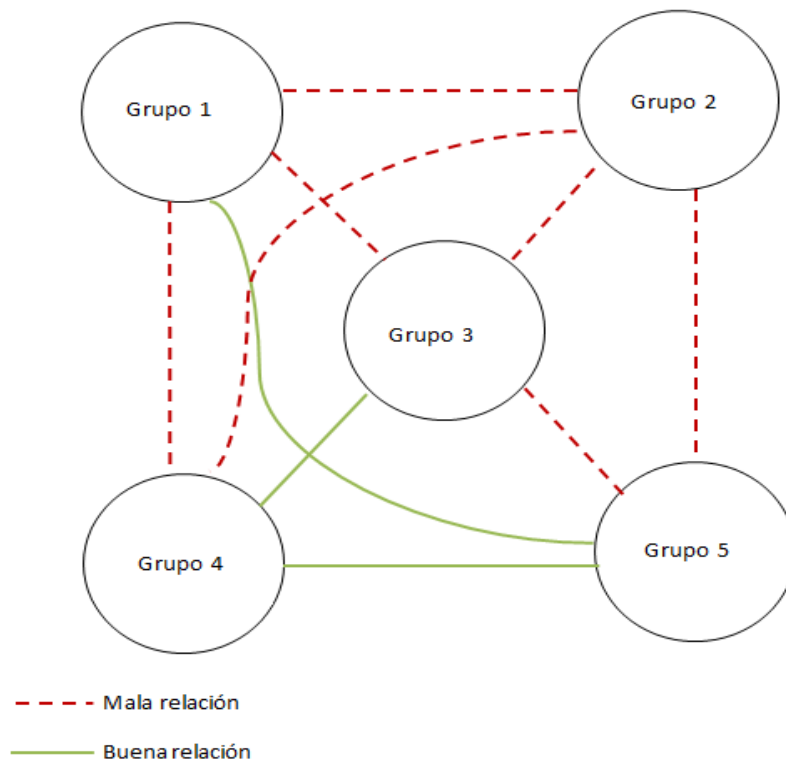 Grupo 1
Grupo 2
Grupo 3
Grupo 4
Grupo 5
Mala relación
Buena relación